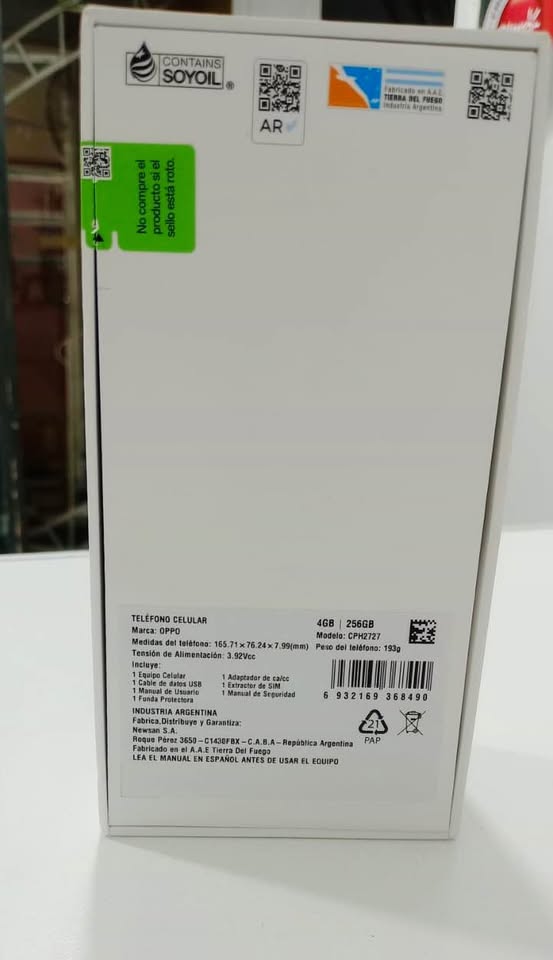 CONTAINS
SOYOIL®
AR
Fabricado en A.A.E.
TIERRA DEL FUEGO
Industria Argentina
No compre el
producto si el
sello está roto.
TELÉFONO CELULAR
Marca: OPPO
Medidas del teléfono: 165.71×76.24×7.99(mm)
Tensión de Alimentación: 3.92Vcc
4GB | 256GB
Modelo: CPH2727
Peso del teléfono: 193g
Incluye:
1 Equipo Celular
1 Cable de datos USB
1 Manual de Usuario
1 Funda Protectora
1 Adaptador de ca/cc
1 Extractor de SIM
1 Manual de Seguridad
6 932169 368490
INDUSTRIA ARGENTINA
Fabrica,Distribuye y Garantiza:
Newsan S.A.
Roque Pérez 3650-C1430FBX-C.A.B.A-República Argentina
Fabricado en el A.A.E Tierra Del Fuego
LEA EL MANUAL EN ESPAÑOL ANTES DE USAR EL EQUIPO
21
PAP